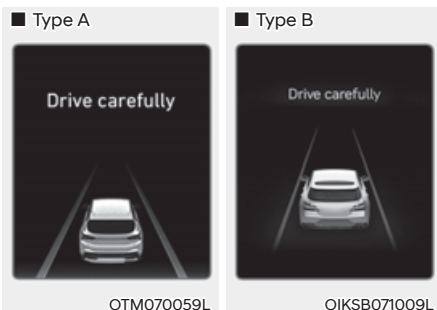 ■ Type A
Drive carefully
OTM070059L
■ Type B
Drive carefully
OIKSB071009L